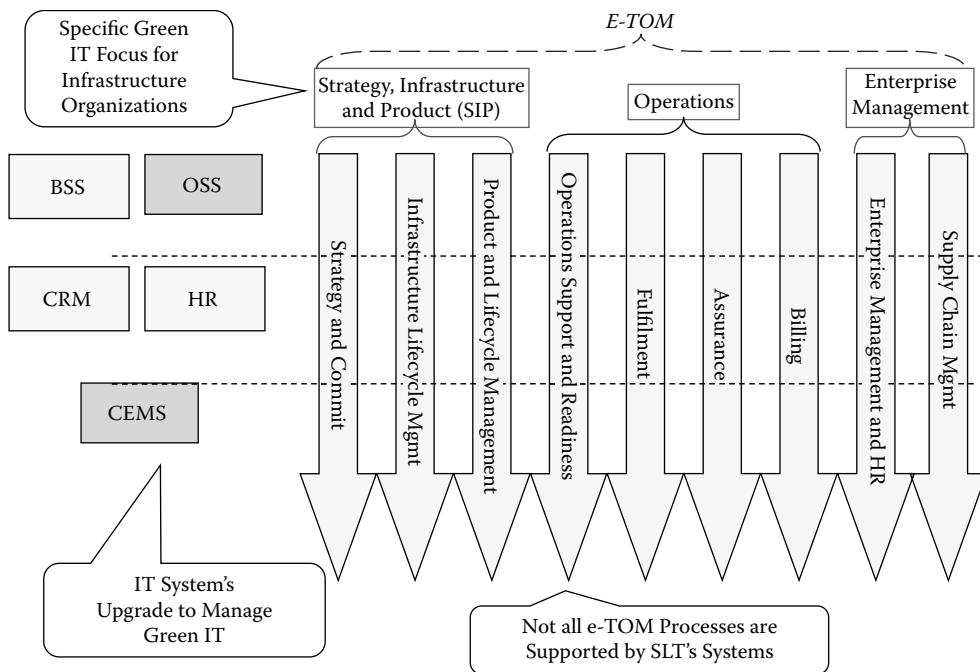 E-TOM
Specific Green
IT Focus for
Infrastructure
Organizations
Strategy, Infrastructure
and Product (SIP)
Operations
Enterprise
Management
BSS
OSS
CRM
HR
CEMS
Strategy and Commit
Infrastructure Lifecycle Mgmt
Product and Lifecycle Management
Operations Support and Readiness
Fulfilment
Assurance
Billing
Enterprise Management and HR
Supply Chain Mgmt
IT System's
Upgrade to Manage
Green IT
Not all e-TOM Processes are
Supported by SLT's Systems